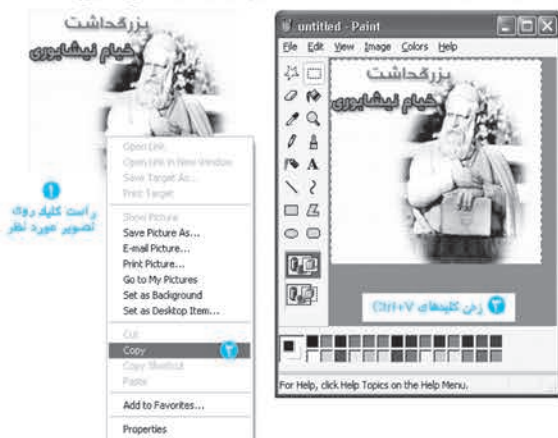 بزرگداشت
خیام نیشابوری
Open Link
Open Link in New Window
Save Target As...
Print Target
Show Picture
Save Picture As...
E-mail Picture...
Print Picture...
Go to My Pictures
Set as Background
Set as Desktop Item...
Cut
Copy
۲
Copy Shortcut
Paste
Add to Favorites...
Properties
۱
راست کلیک روی
تصویر مورد نظر
untitled - Paint
File Edit View Image Colors Help
بزرگداشت
خیام نیشابوری
A
۳ زدن کلیدهای Ctrl+V
For Help, click Help Topics on the Help Menu.